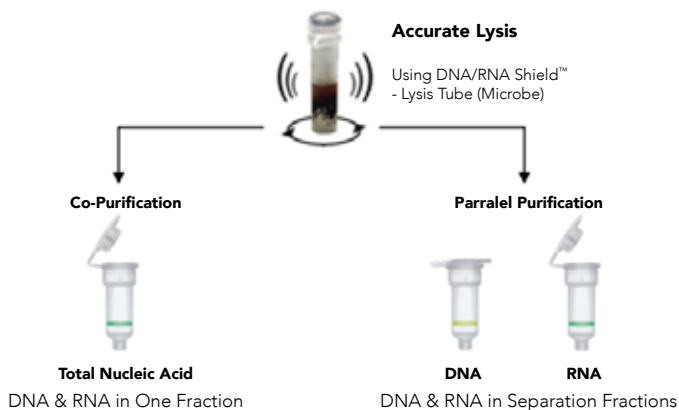 Accurate Lysis
Using DNA/RNA Shield™
- Lysis Tube (Microbe)
Co-Purification
Parralel Purification
Total Nucleic Acid
DNA & RNA in One Fraction
DNA
RNA
DNA & RNA in Separation Fractions